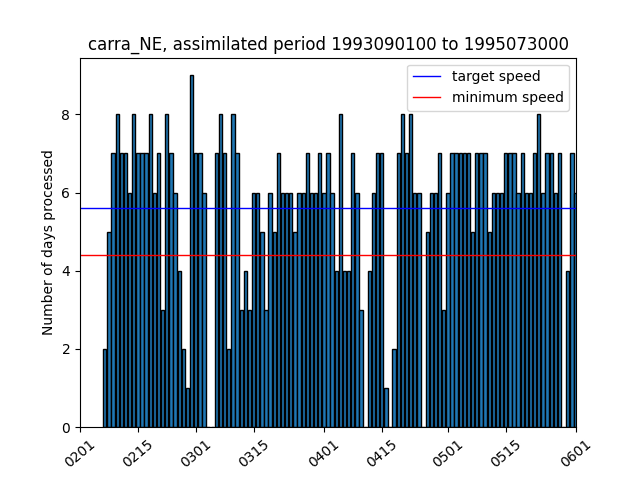 carra_NE, assimilated period 1993090100 to 1995073000
target speed
minimum speed
Number of days processed
8
6
4
2
0
0201 0215 0301 0315 0401 0415 0501 0515 0601